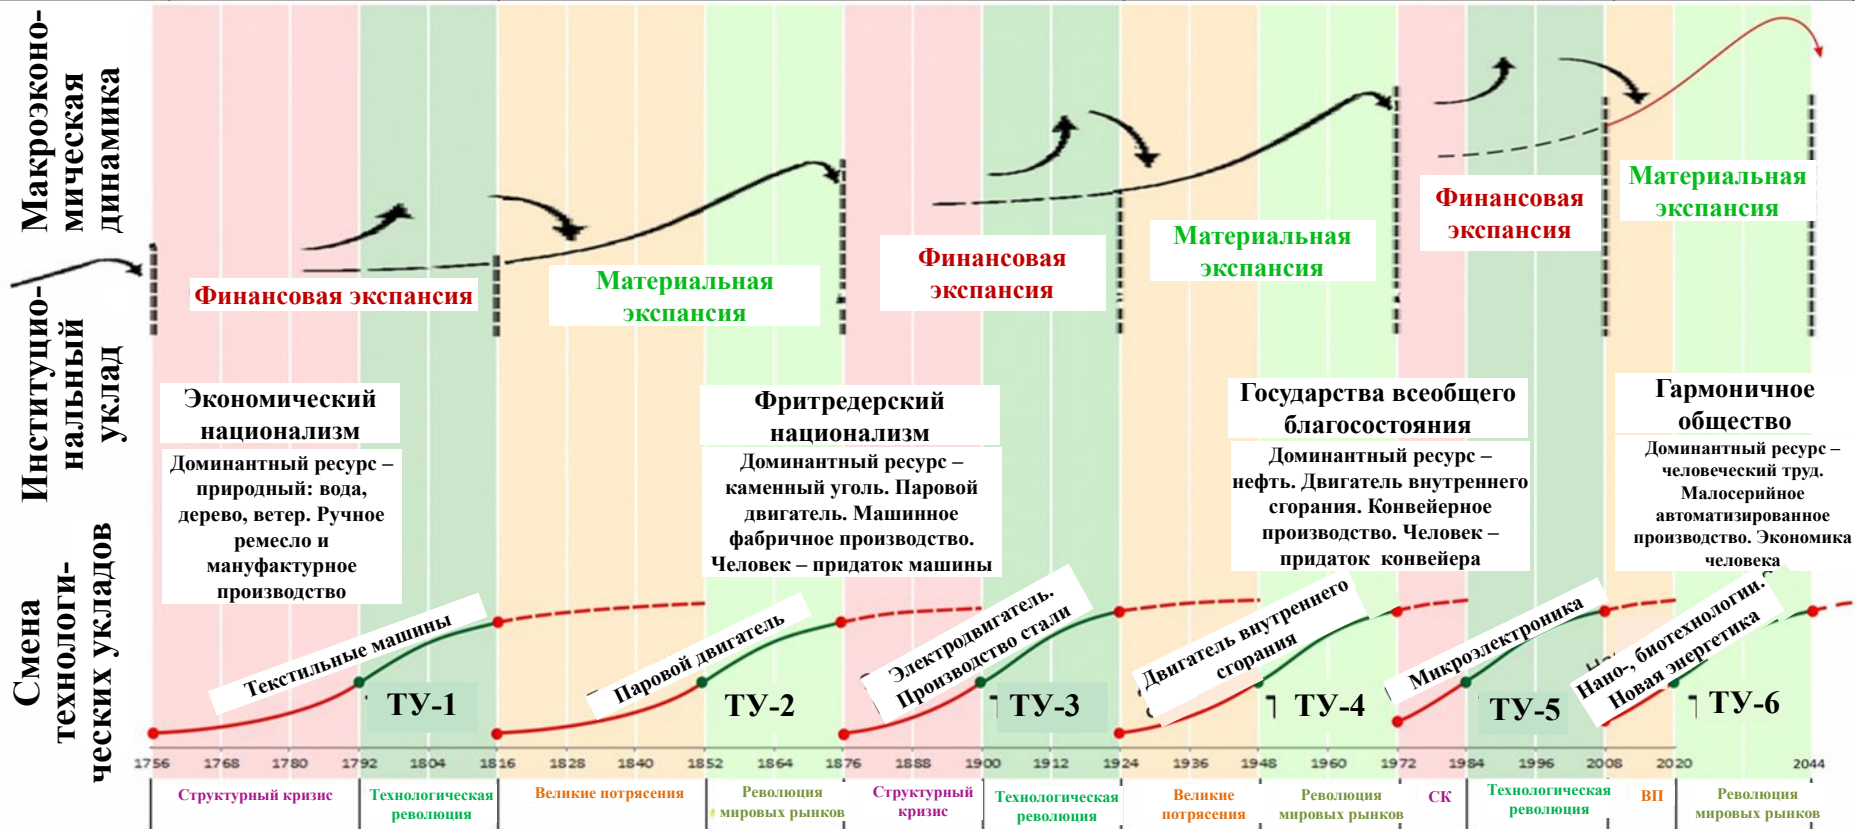 Макроэконо-
мическая
динамика
Институцио-
нальный
уклад
Смена
технологи-
ческих укладов
Финансовая экспансия
Материальная
экспансия
Финансовая
экспансия
Материальная
экспансия
Финансовая
экспансия
Материальная
экспансия
Экономический
национализм
Доминантный ресурс –
природный: вода,
дерево, ветер. Ручное
ремесло и
мануфактурное
производство
Фритредерский
национализм
Доминантный ресурс –
каменный уголь. Паровой
двигатель. Машинное
фабричное производство.
Человек – придаток машины
Государства всеобщего
благосостояния
Доминантный ресурс –
нефть. Двигатель внутреннего
сгорания. Конвейерное
производство. Человек –
придаток конвейера
Гармоничное
общество
Доминантный ресурс –
человеческий труд.
Малосерийное
автоматизированное
производство. Экономика
человека
Текстильные машины
ТУ-1
Паровой двигатель
ТУ-2
Электродвигатель.
Производство стали
ТУ-3
Двигатель внутреннего
сгорания
ТУ-4
Микроэлектроника
ТУ-5
Нано-, биотехнологии.
Новая энергетика
ТУ-6
1756 1768 1780 1792 1804 1816 1828 1840 1852 1864 1876 1888 1900 1912 1924 1936 1948 1960 1972 1984 1996 2008 2020 2044
Структурный кризис
Технологическая
революция
Великие потрясения
Революция
мировых рынков
Структурный
кризис
Технологическая
революция
Великие
потрясения
Революция
мировых рынков
СК
Технологическая
революция
ВП
Революция
мировых рынков